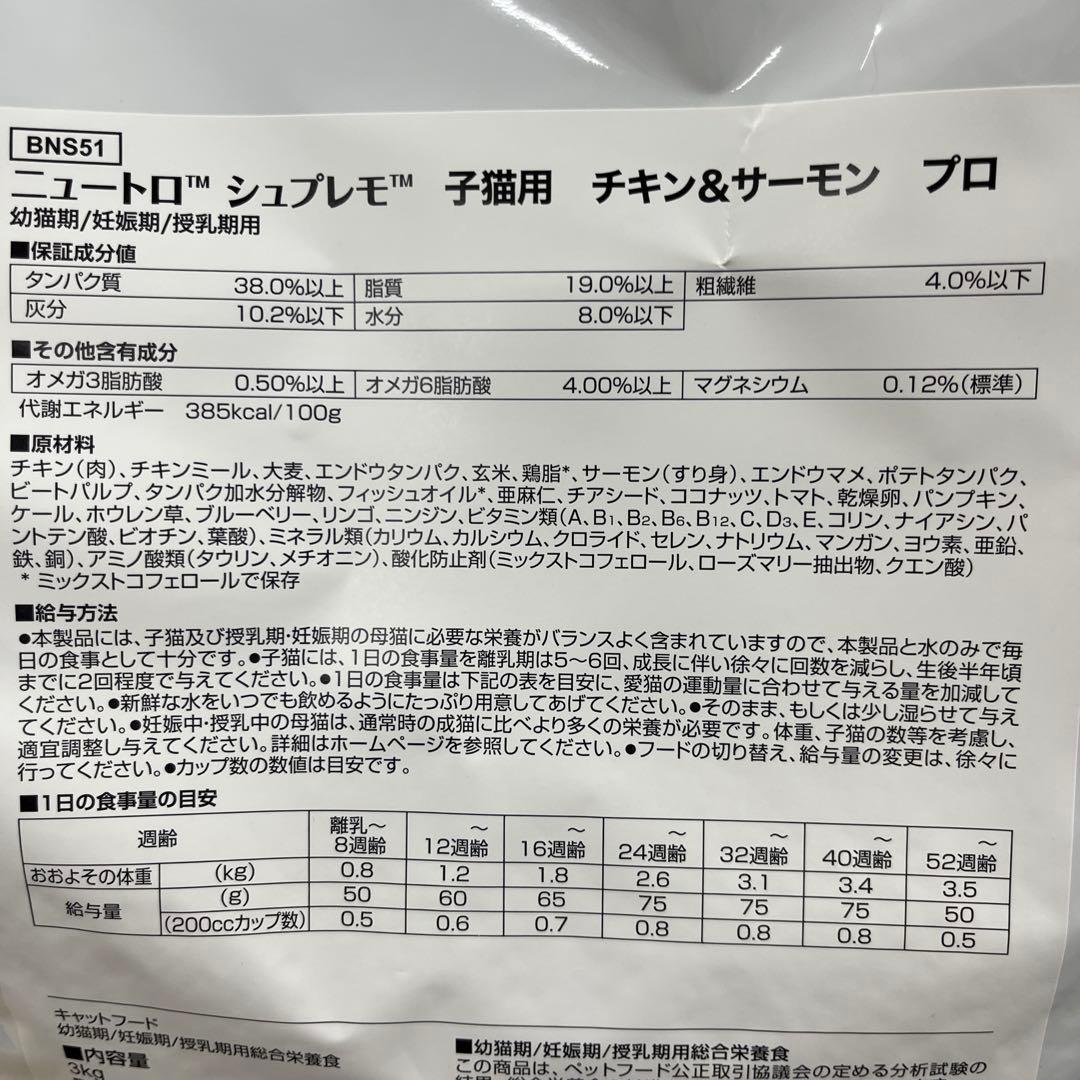 BNS51
ニュートロ™ シュプレモ™ 子猫用 チキン&サーモン プロ
幼猫期/妊娠期/授乳期用
■保証成分値
タンパク質 38.0%以上 脂質 19.0%以上 粗繊維 4.0%以下
灰分 10.2%以下 水分 8.0%以下
■その他含有成分
オメガ3脂肪酸 0.50%以上 オメガ6脂肪酸 4.00%以上 マグネシウム 0.12%(標準)
代謝エネルギー 385kcal/100g
■原材料
チキン(肉)、チキンミール、大麦、エンドウタンパク、玄米、鶏脂*、サーモン(すり身)、エンドウマメ、ポテトタンパク、
ビートパルプ、タンパク加水分解物、フィッシュオイル*、亜麻仁、チアシード、ココナッツ、トマト、乾燥卵、パンプキン、
ケール、ホウレン草、ブルーベリー、リンゴ、ニンジン、ビタミン類(A、B1、B2、B6、B12、C、D3、E、コリン、ナイアシン、パ
ントテン酸、ビオチン、葉酸)、ミネラル類(カリウム、カルシウム、クロライド、セレン、ナトリウム、マンガン、ヨウ素、亜鉛、
鉄、銅)、アミノ酸類(タウリン、メチオニン)、酸化防止剤(ミックストコフェロール、ローズマリー抽出物、クエン酸)
* ミックストコフェロールで保存
■給与方法
●本製品には、子猫及び授乳期・妊娠期の母猫に必要な栄養がバランスよく含まれていますので、本製品と水のみで毎
日の食事として十分です。●子猫には、1日の食事量を離乳期は5〜6回、成長に伴い徐々に回数を減らし、生後半年頃
までに2回程度で与えてください。●1日の食事量は下記の表を目安に、愛猫の運動量に合わせて与える量を加減して
ください。●新鮮な水をいつでも飲めるようにたっぷり用意してあげてください。●そのまま、もしくは少し湿らせて与え
てください。●妊娠中・授乳中の母猫は、通常時の成猫に比べより多くの栄養が必要です。体重、子猫の数等を考慮し、
適宜調整し与えてください。詳細はホームページを参照してください。●フードの切り替え、給与量の変更は、徐々に
行ってください。●カップ数の数値は目安です。
■1日の食事量の目安
週齢 離乳〜8週齢 〜12週齢 〜16週齢 〜24週齢 〜32週齢 〜40週齢 〜52週齢
おおよその体重 (kg) 0.8 1.2 1.8 2.6 3.1 3.4 3.5
給与量 (g) 50 60 65 75 75 75 50
(200ccカップ数) 0.5 0.6 0.7 0.8 0.8 0.8 0.5
キャットフード
幼猫期/妊娠期/授乳期用総合栄養食
■内容量
3kg
■幼猫期/妊娠期/授乳期用総合栄養食
この商品は、ペットフード公正取引協議会の定める分析試験の